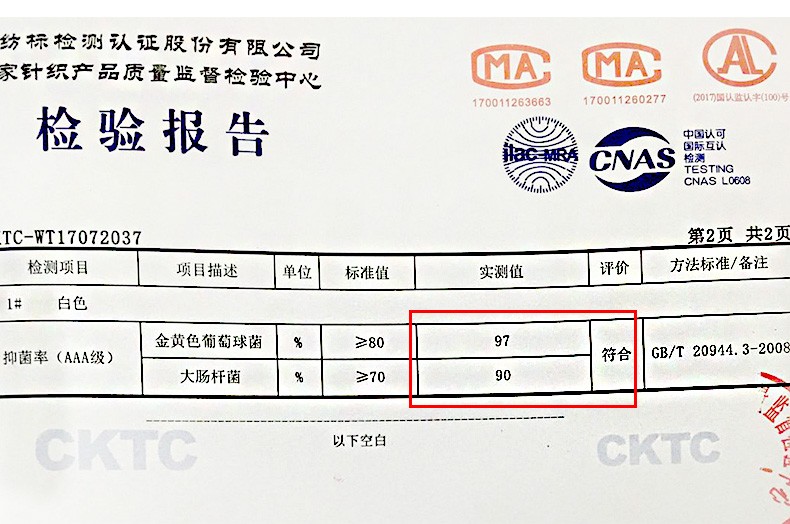 纺标检测认证股份有限公司
家针织产品质量监督检验中心
检验报告
MA
170011263663
MA
170011260277
AL
(2017)国认监认字(100)号
ilac-MRA
CNAS
中国认可
国际互认
检测
TESTING
CNAS L0608
TC-WT17072037
第2页 共2页
检测项目 项目描述 单位 标准值 实测值 评价 方法标准/备注
1# 白色
抑菌率(AAA级) 金黄色葡萄球菌 % ≥80 97 符合 GB/T 20944.3-2008
大肠杆菌 % ≥70 90
以下空白
CKTC
CKTC
监督检